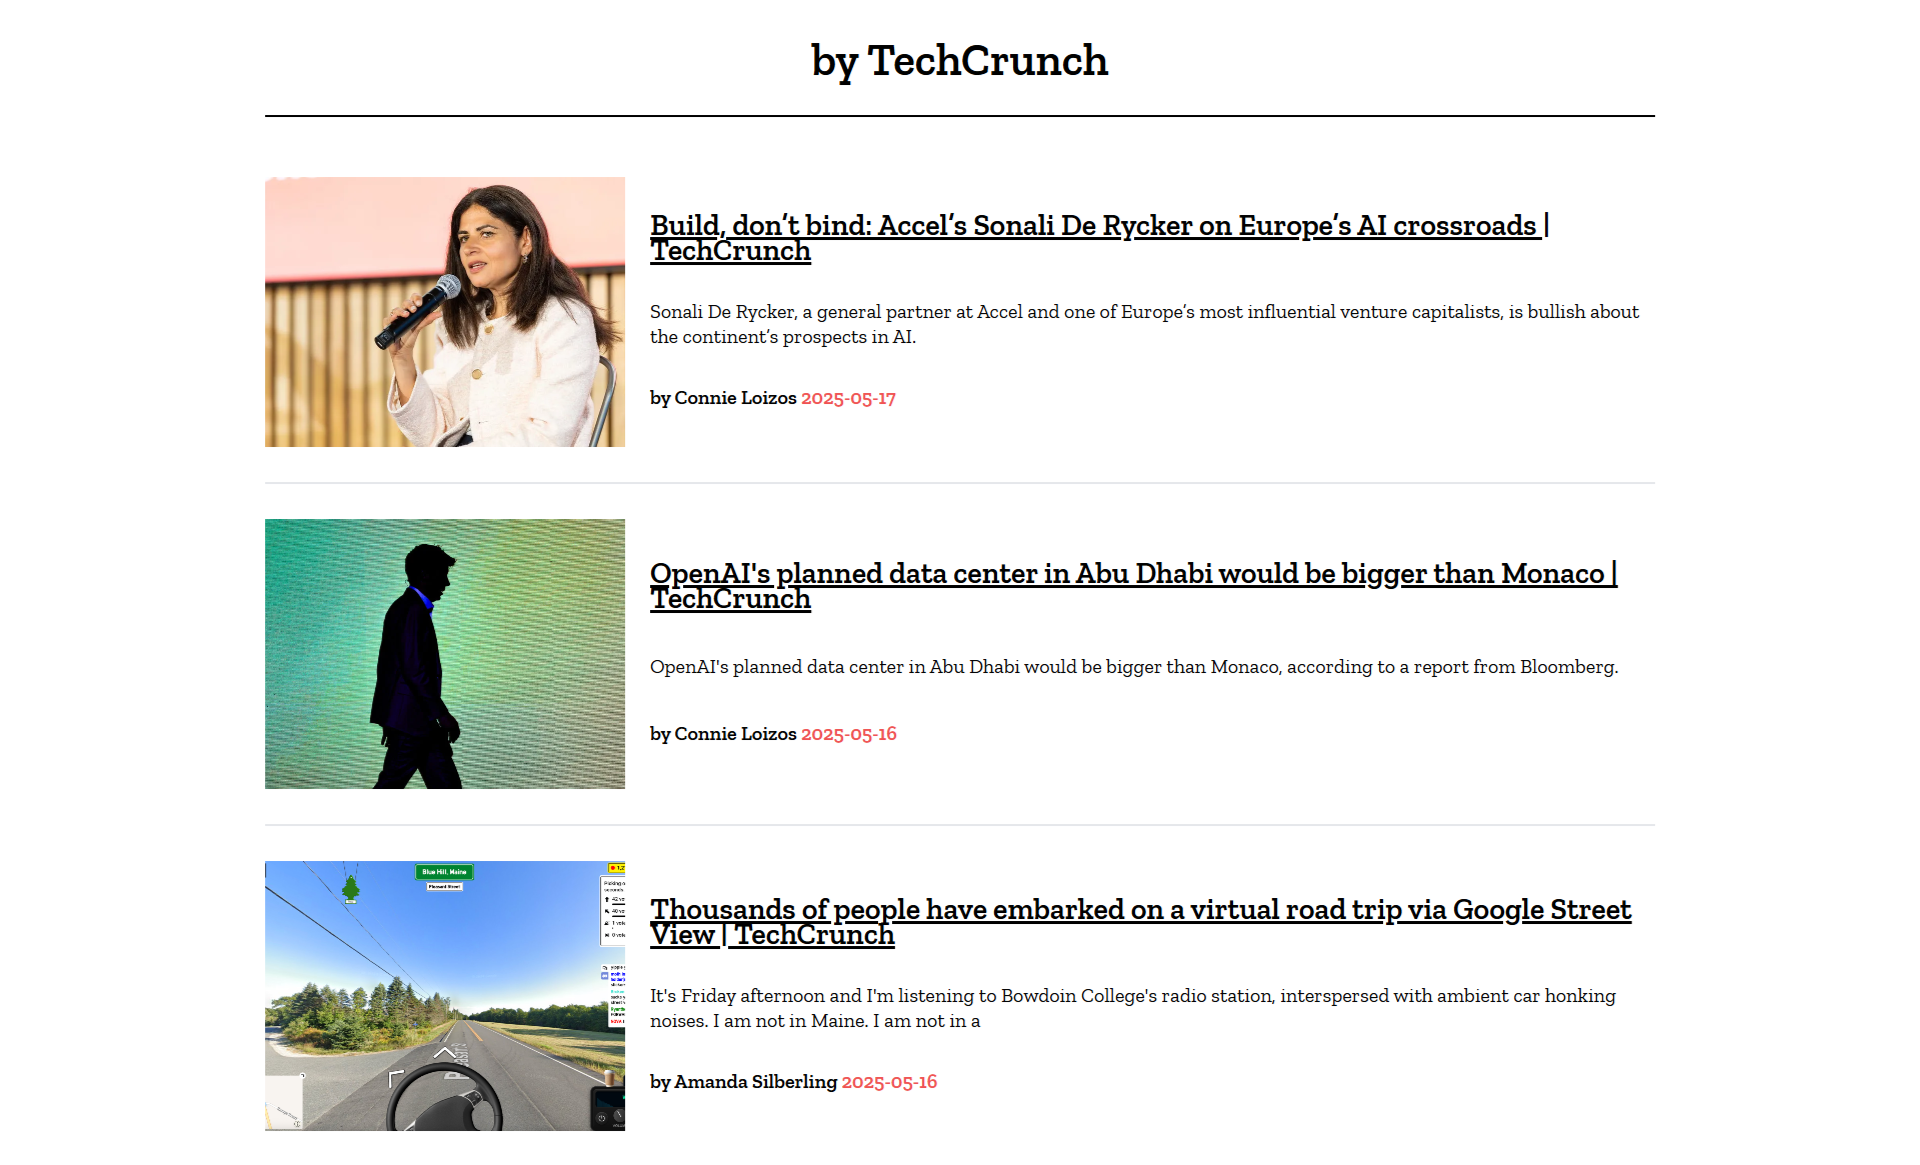 by TechCrunch
Build, don’t bind: Accel’s Sonali De Rycker on Europe’s AI crossroads |
TechCrunch
Sonali De Rycker, a general partner at Accel and one of Europe’s most influential venture capitalists, is bullish about
the continent’s prospects in AI.
by Connie Loizos 2025-05-17
OpenAI's planned data center in Abu Dhabi would be bigger than Monaco |
TechCrunch
OpenAI's planned data center in Abu Dhabi would be bigger than Monaco, according to a report from Bloomberg.
by Connie Loizos 2025-05-16
Blue Hill, Maine
Pleasant Street
Thousands of people have embarked on a virtual road trip via Google Street
View | TechCrunch
It's Friday afternoon and I'm listening to Bowdoin College's radio station, interspersed with ambient car honking
noises. I am not in Maine. I am not in a
by Amanda Silberling 2025-05-16